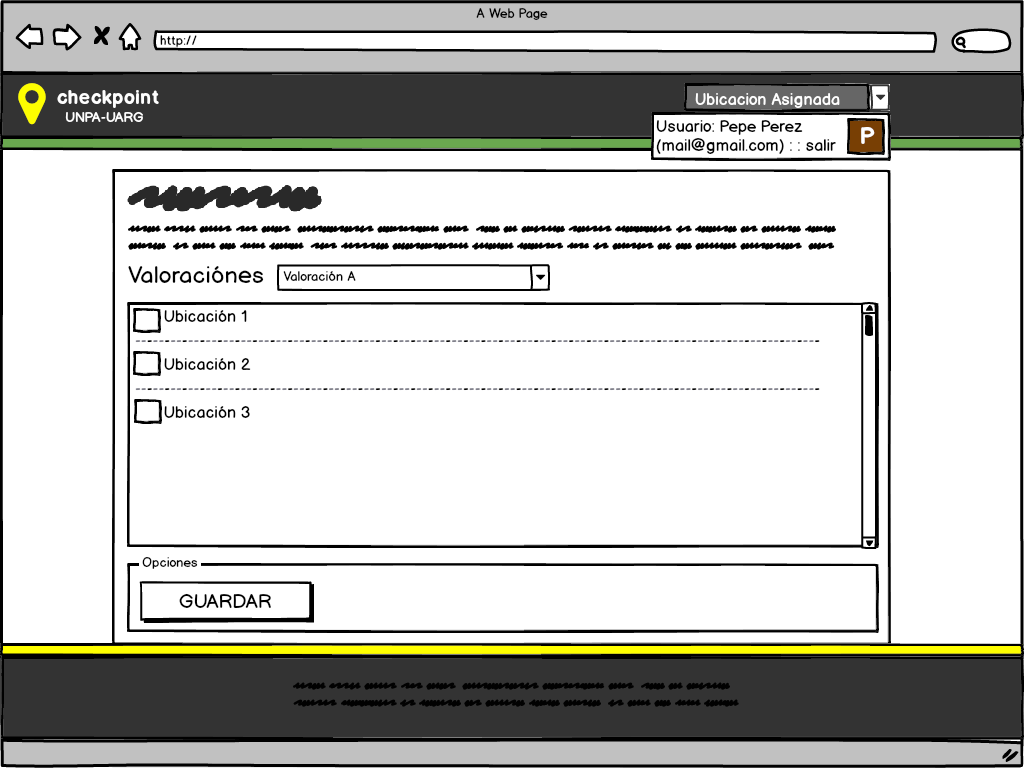 A Web Page
http://
checkpoint
UNPA-UARG
Ubicacion Asignada
Usuario: Pepe Perez
(mail@gmail.com) : : salir
P
Valoraciónes
Valoración A
Ubicación 1
Ubicación 2
Ubicación 3
Opciones
GUARDAR